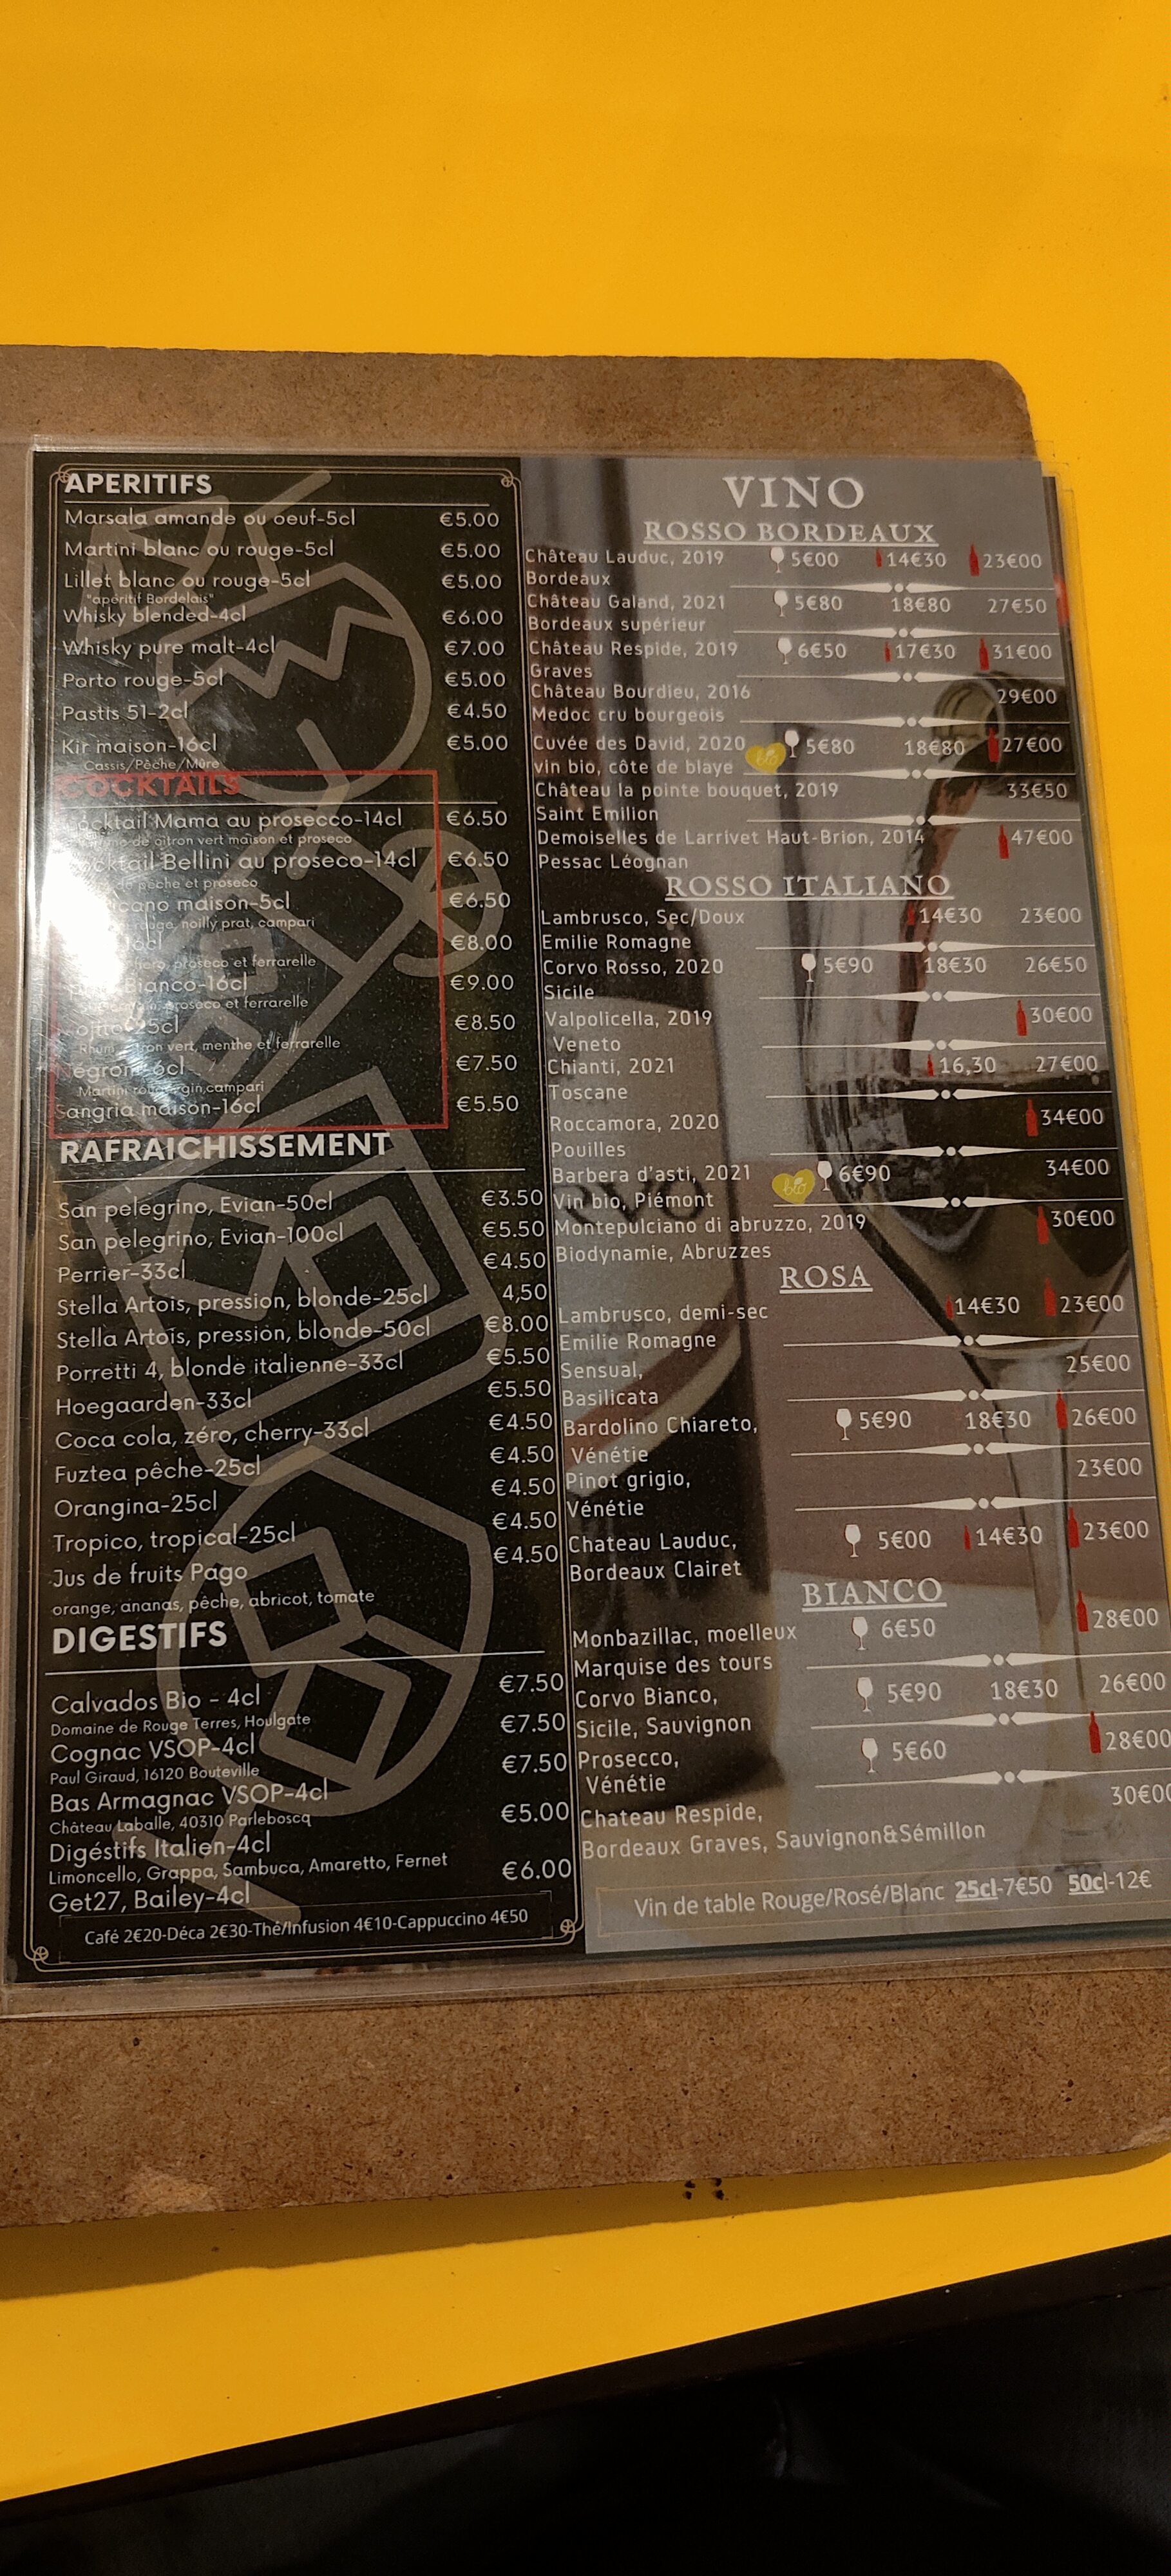 APERITIFS
Marsala amande ou oeuf-5cl €5.00
Martini blanc ou rouge-5cl €5.00
Lillet blanc ou rouge-5cl €5.00
"apéritif Bordelais"
Whisky blended-4cl €6.00
Whisky pure malt-4cl €7.00
Porto rouge-5cl €5.00
Pastis 51-2cl €4.50
Kir maison-16cl €5.00
Cassis/Pêche/Mûre
COCKTAILS
Cocktail Mama au prosecco-14cl €6.50
de citron vert maison et proseco
Cocktail Bellini au proseco-14cl €6.50
pêche et proseco
maison-5cl €6.50
rouge, noilly prat, campari
16cl €8.00
proseco et ferrarelle
Bianco-16cl €9.00
proseco et ferrarelle
25cl €8.50
Rhum, vert, menthe et ferrarelle
Négroni-6cl €7.50
Martini rouge, gin, campari
Sangria maison-16cl €5.50
RAFRAICHISSEMENT
San pelegrino, Evian-50cl €3.50
San pelegrino, Evian-100cl €5.50
Perrier-33cl €4.50
Stella Artois, pression, blonde-25cl 4,50
Stella Artois, pression, blonde-50cl €8.00
Porretti 4, blonde italienne-33cl €5.50
Hoegaarden-33cl €5.50
Coca cola, zéro, cherry-33cl €4.50
Fuztea pêche-25cl €4.50
Orangina-25cl €4.50
Tropico, tropical-25cl €4.50
Jus de fruits Pago €4.50
orange, ananas, pêche, abricot, tomate
DIGESTIFS
Calvados Bio - 4cl €7.50
Domaine de Rouge Terres, Houlgate
Cognac VSOP-4cl €7.50
Paul Giraud, 16120 Bouteville
Bas Armagnac VSOP-4cl €7.50
Château Laballe, 40310 Parleboscq
Digéstifs Italien-4cl €5.00
Limoncello, Grappa, Sambuca, Amaretto, Fernet
Get27, Bailey-4cl €6.00
Café 2€20-Déca 2€30-Thé/Infusion 4€10-Cappuccino 4€50
VINO
ROSSO BORDEAUX
Château Lauduc, 2019 5€00 14€30 23€00
Bordeaux
Château Galand, 2021 5€80 18€80 27€50
Bordeaux supérieur
Château Respide, 2019 6€50 17€30 31€00
Graves
Château Bourdieu, 2016 29€00
Medoc cru bourgeois
Cuvée des David, 2020 bio 5€80 18€80 27€00
vin bio, côte de blaye
Château la pointe bouquet, 2019 33€50
Saint Emilion
Demoiselles de Larrivet Haut-Brion, 2014 47€00
Pessac Léognan
ROSSO ITALIANO
Lambrusco, Sec/Doux 14€30 23€00
Emilie Romagne
Corvo Rosso, 2020 5€90 18€30 26€50
Sicile
Valpolicella, 2019 30€00
Veneto
Chianti, 2021 16,30 27€00
Toscane
Roccamora, 2020 34€00
Pouilles
Barbera d'asti, 2021 bio 6€90 34€00
Vin bio, Piémont
Montepulciano di abruzzo, 2019 30€00
Biodynamie, Abruzzes
ROSA
Lambrusco, demi-sec 14€30 23€00
Emilie Romagne
Sensual, 25€00
Basilicata
Bardolino Chiareto, 5€90 18€30 26€00
Vénétie
Pinot grigio, 23€00
Vénétie
Chateau Lauduc, 5€00 14€30 23€00
Bordeaux Clairet
BIANCO
Monbazillac, moelleux 6€50 28€00
Marquise des tours
Corvo Bianco, 5€90 18€30 26€00
Sicile, Sauvignon
Prosecco, 5€60 28€00
Vénétie
Chateau Respide, 30€00
Bordeaux Graves, Sauvignon&Sémillon
Vin de table Rouge/Rosé/Blanc 25cl-7€50 50cl-12€